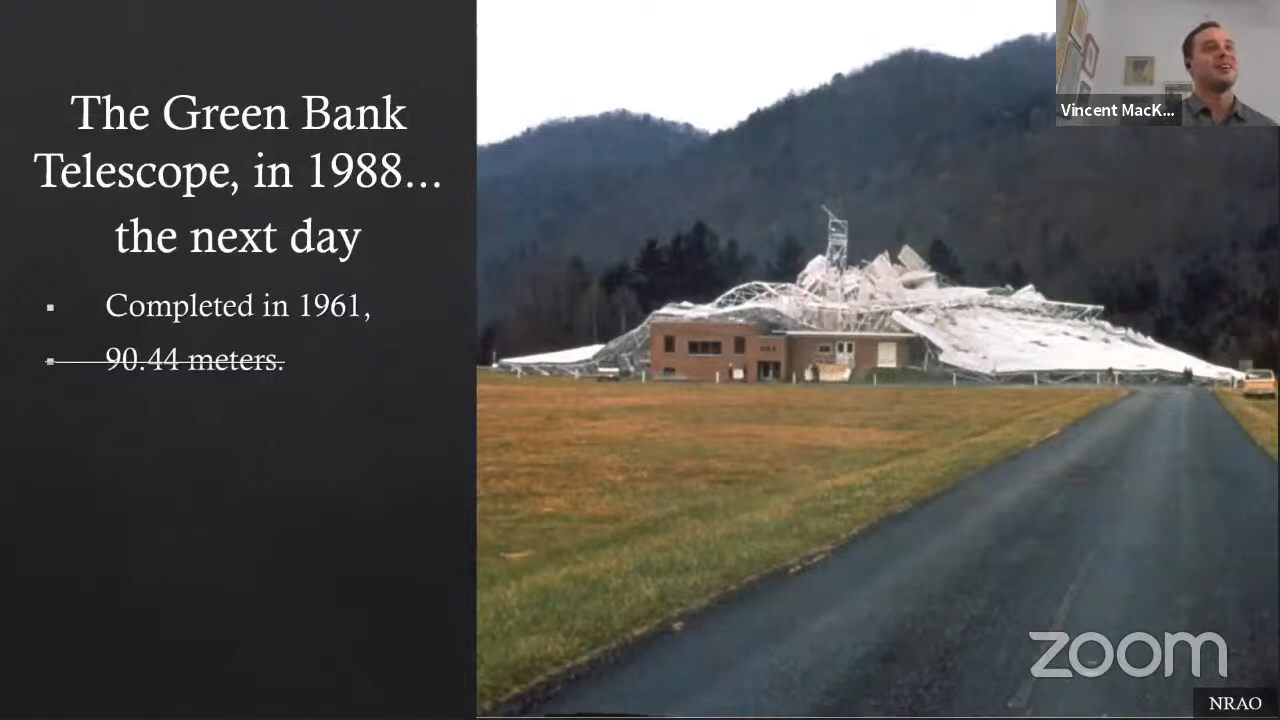 The Green Bank
Telescope, in 1988...
the next day
Completed in 1961,
90.44 meters.
Vincent MacK...
zoom
NRAO